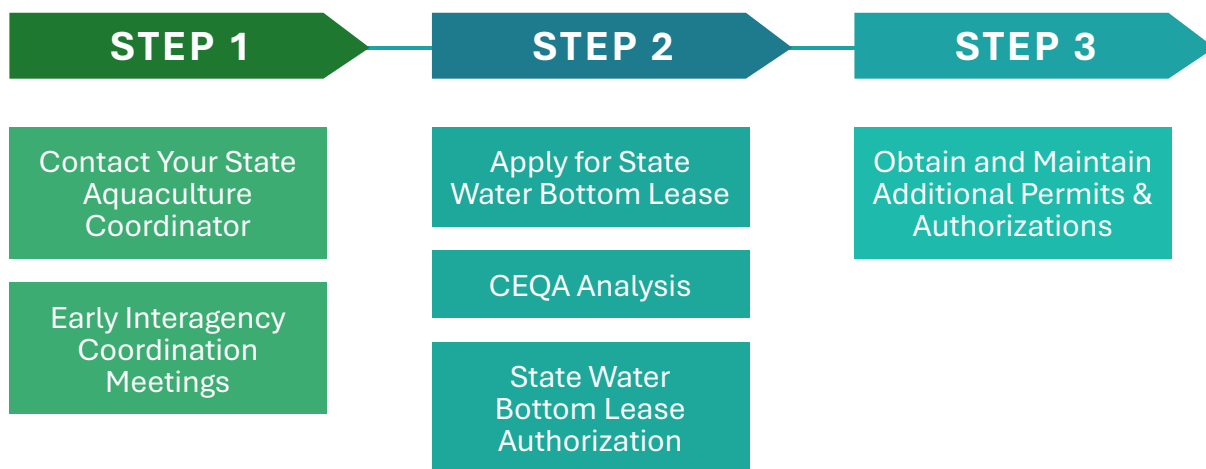 STEP 1
Contact Your State
Aquaculture
Coordinator
Early Interagency
Coordination
Meetings
STEP 2
Apply for State
Water Bottom Lease
CEQA Analysis
State Water
Bottom Lease
Authorization
STEP 3
Obtain and Maintain
Additional Permits &
Authorizations